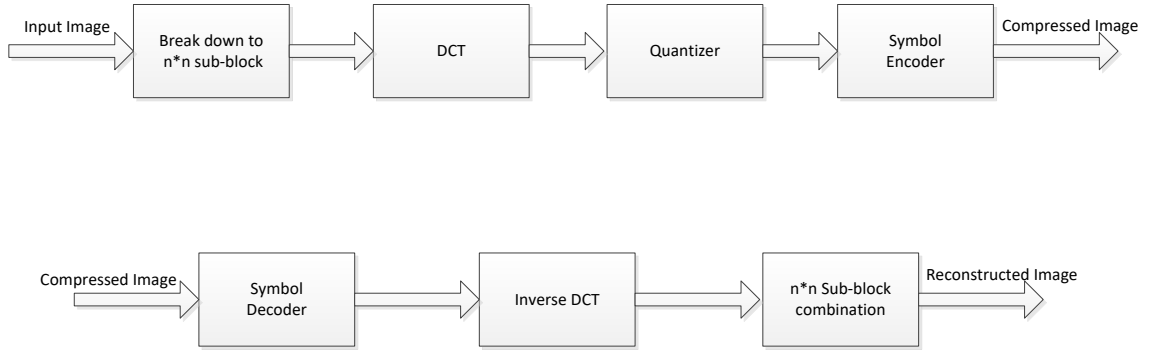 Input Image
Break down to
n*n sub-block
DCT
Quantizer
Symbol
Encoder
Compressed Image
Compressed Image
Symbol
Decoder
Inverse DCT
n*n Sub-block
combination
Reconstructed Image